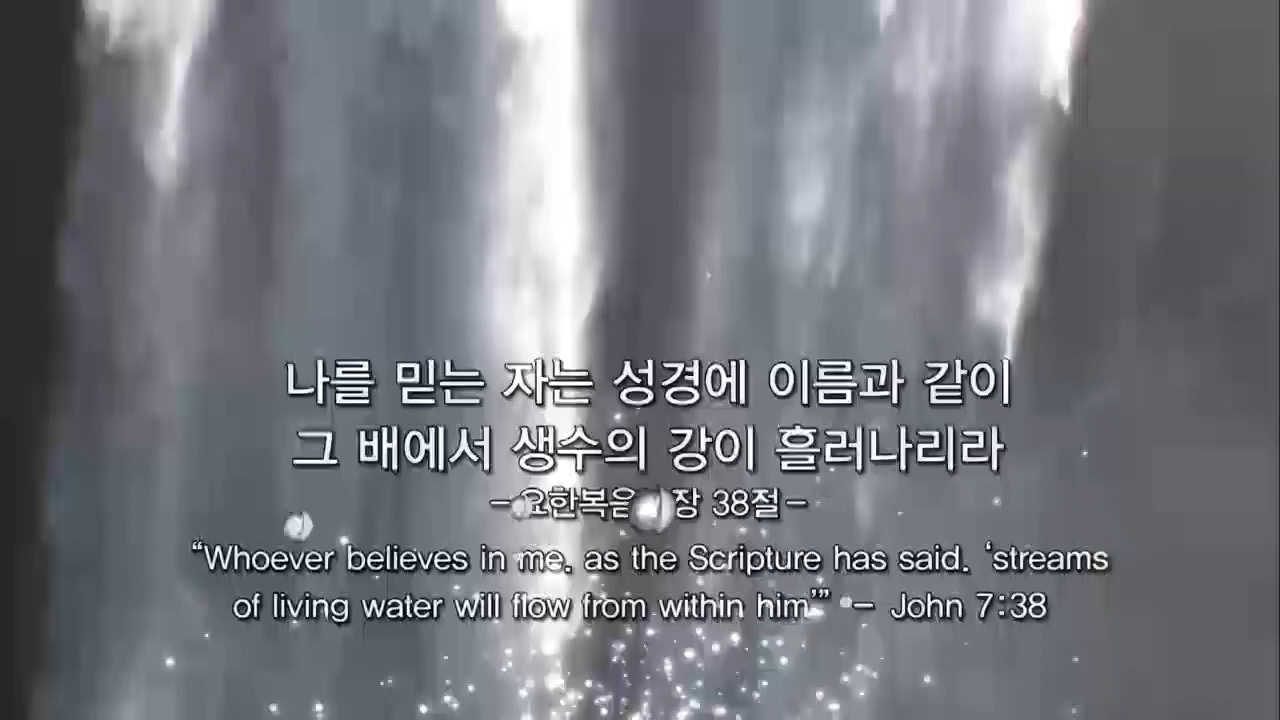 나를 믿는 자는 성경에 이름과 같이
그 배에서 생수의 강이 흘러나리라
-요한복음 장 38절-
“Whoever believes in me, as the Scripture has said, ‘streams
of living water will flow from within him’” - John 7:38